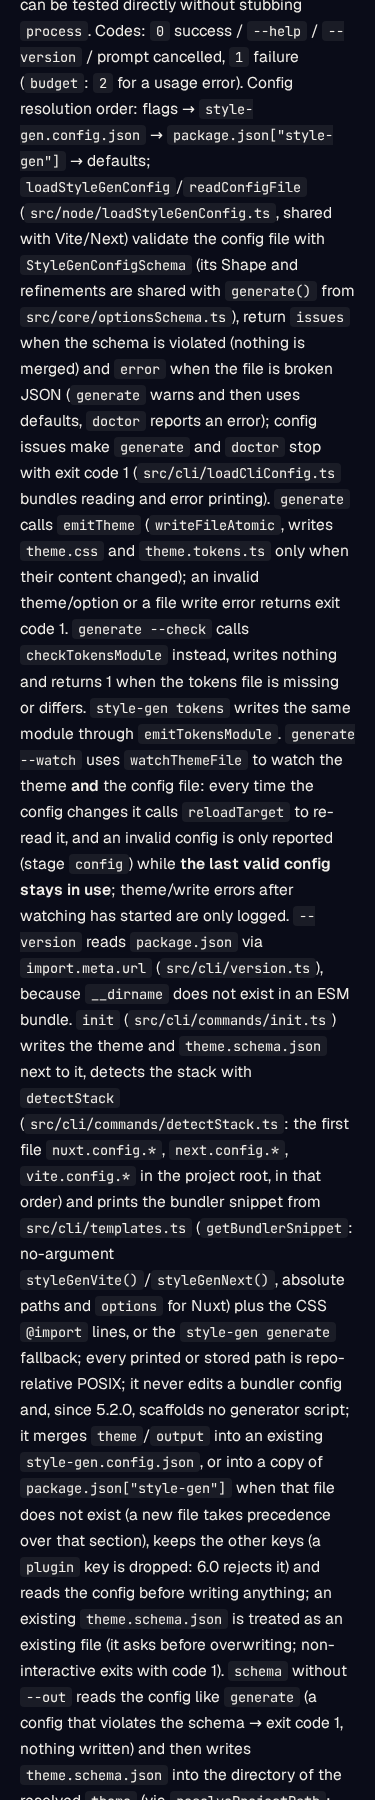 can be tested directly without stubbing
process. Codes: 0 success / --help / --
version / prompt cancelled, 1 failure
(budget: 2 for a usage error). Config
resolution order: flags → style-
gen.config.json → package.json["style-
gen"] → defaults;
loadStyleGenConfig/readConfigFile
(src/node/loadStyleGenConfig.ts, shared
with Vite/Next) validate the config file with
StyleGenConfigSchema (its Shape and
refinements are shared with generate() from
src/core/optionsSchema.ts), return issues
when the schema is violated (nothing is
merged) and error when the file is broken
JSON (generate warns and then uses
defaults, doctor reports an error); config
issues make generate and doctor stop
with exit code 1 (src/cli/loadCliConfig.ts
bundles reading and error printing). generate
calls emitTheme (writeFileAtomic, writes
theme.css and theme.tokens.ts only when
their content changed); an invalid
theme/option or a file write error returns exit
code 1. generate --check calls
checkTokensModule instead, writes nothing
and returns 1 when the tokens file is missing
or differs. style-gen tokens writes the same
module through emitTokensModule. generate
--watch uses watchThemeFile to watch the
theme and the config file: every time the
config changes it calls reloadTarget to re-
read it, and an invalid config is only reported
(stage config) while the last valid config
stays in use; theme/write errors after
watching has started are only logged. --
version reads package.json via
import.meta.url (src/cli/version.ts),
because __dirname does not exist in an ESM
bundle. init (src/cli/commands/init.ts)
writes the theme and theme.schema.json
next to it, detects the stack with
detectStack
(src/cli/commands/detectStack.ts: the first
file nuxt.config.*, next.config.*,
vite.config.* in the project root, in that
order) and prints the bundler snippet from
src/cli/templates.ts (getBundlerSnippet:
no-argument
styleGenVite()/styleGenNext(), absolute
paths and options for Nuxt) plus the CSS
@import lines, or the style-gen generate
fallback; every printed or stored path is repo-
relative POSIX; it never edits a bundler config
and, since 5.2.0, scaffolds no generator script;
it merges theme/output into an existing
style-gen.config.json, or into a copy of
package.json["style-gen"] when that file
does not exist (a new file takes precedence
over that section), keeps the other keys (a
plugin key is dropped: 6.0 rejects it) and
reads the config before writing anything; an
existing theme.schema.json is treated as an
existing file (it asks before overwriting; non-
interactive exits with code 1). schema without
--out reads the config like generate (a
config that violates the schema → exit code 1,
nothing written) and then writes
theme.schema.json into the directory of the
resolved theme (via resolveProjectPath;